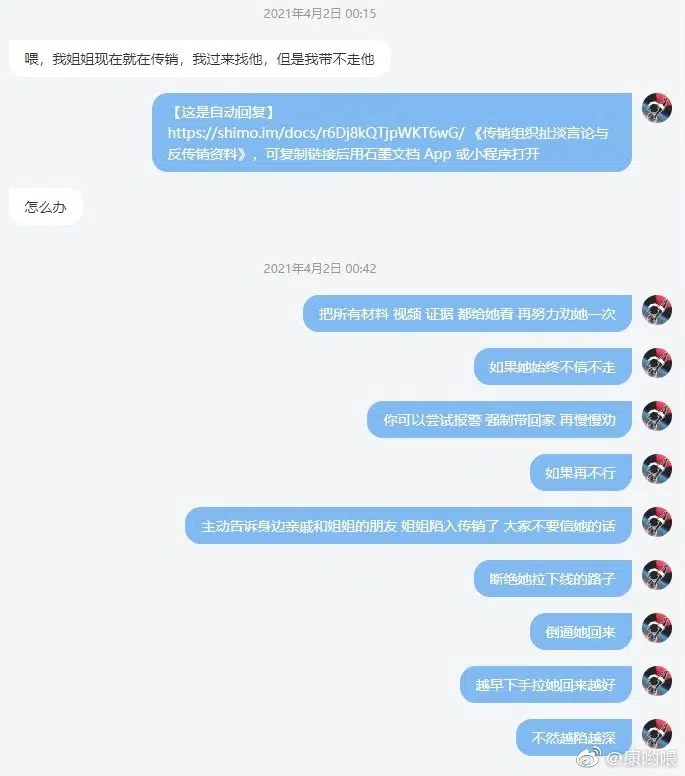 2021年4月2日 00:15
喂，我姐姐现在就在传销，我过来找他，但是我带不走他
【这是自动回复】
https://shimo.im/docs/r6Dj8kQTjpWKT6wG/ 《传销组织扯淡言论与
反传销资料》，可复制链接后用石墨文档 App 或小程序打开
怎么办
2021年4月2日 00:42
把所有材料 视频 证据 都给她看 再努力劝她一次
如果她始终不信不走
你可以尝试报警 强制带回家 再慢慢劝
如果再不行
主动告诉身边亲戚和姐姐的朋友 姐姐陷入传销了 大家不要信她的话
断绝她拉下线的路子
倒逼她回来
越早下手拉她回来越好
不然越陷越深
@康哟喂